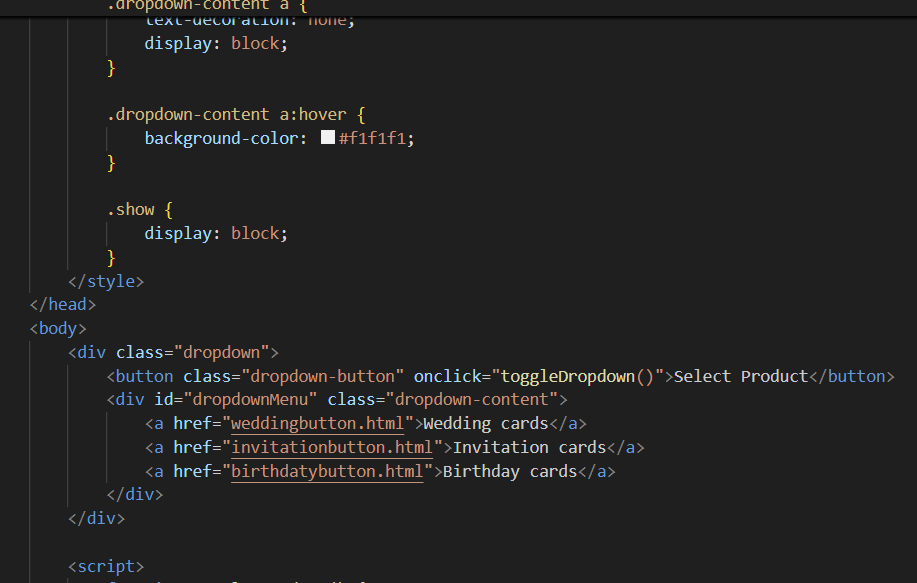 .dropdown-content a {
text-decoration: none;
display: block;
}
.dropdown-content a:hover {
background-color: #f1f1f1;
}
.show {
display: block;
}
</style>
</head>
<body>
<div class="dropdown">
<button class="dropdown-button" onclick="toggleDropdown()">Select Product</button>
<div id="dropdownMenu" class="dropdown-content">
<a href="weddingbutton.html">Wedding cards</a>
<a href="invitationbutton.html">Invitation cards</a>
<a href="birthdatybutton.html">Birthday cards</a>
</div>
</div>
<script>